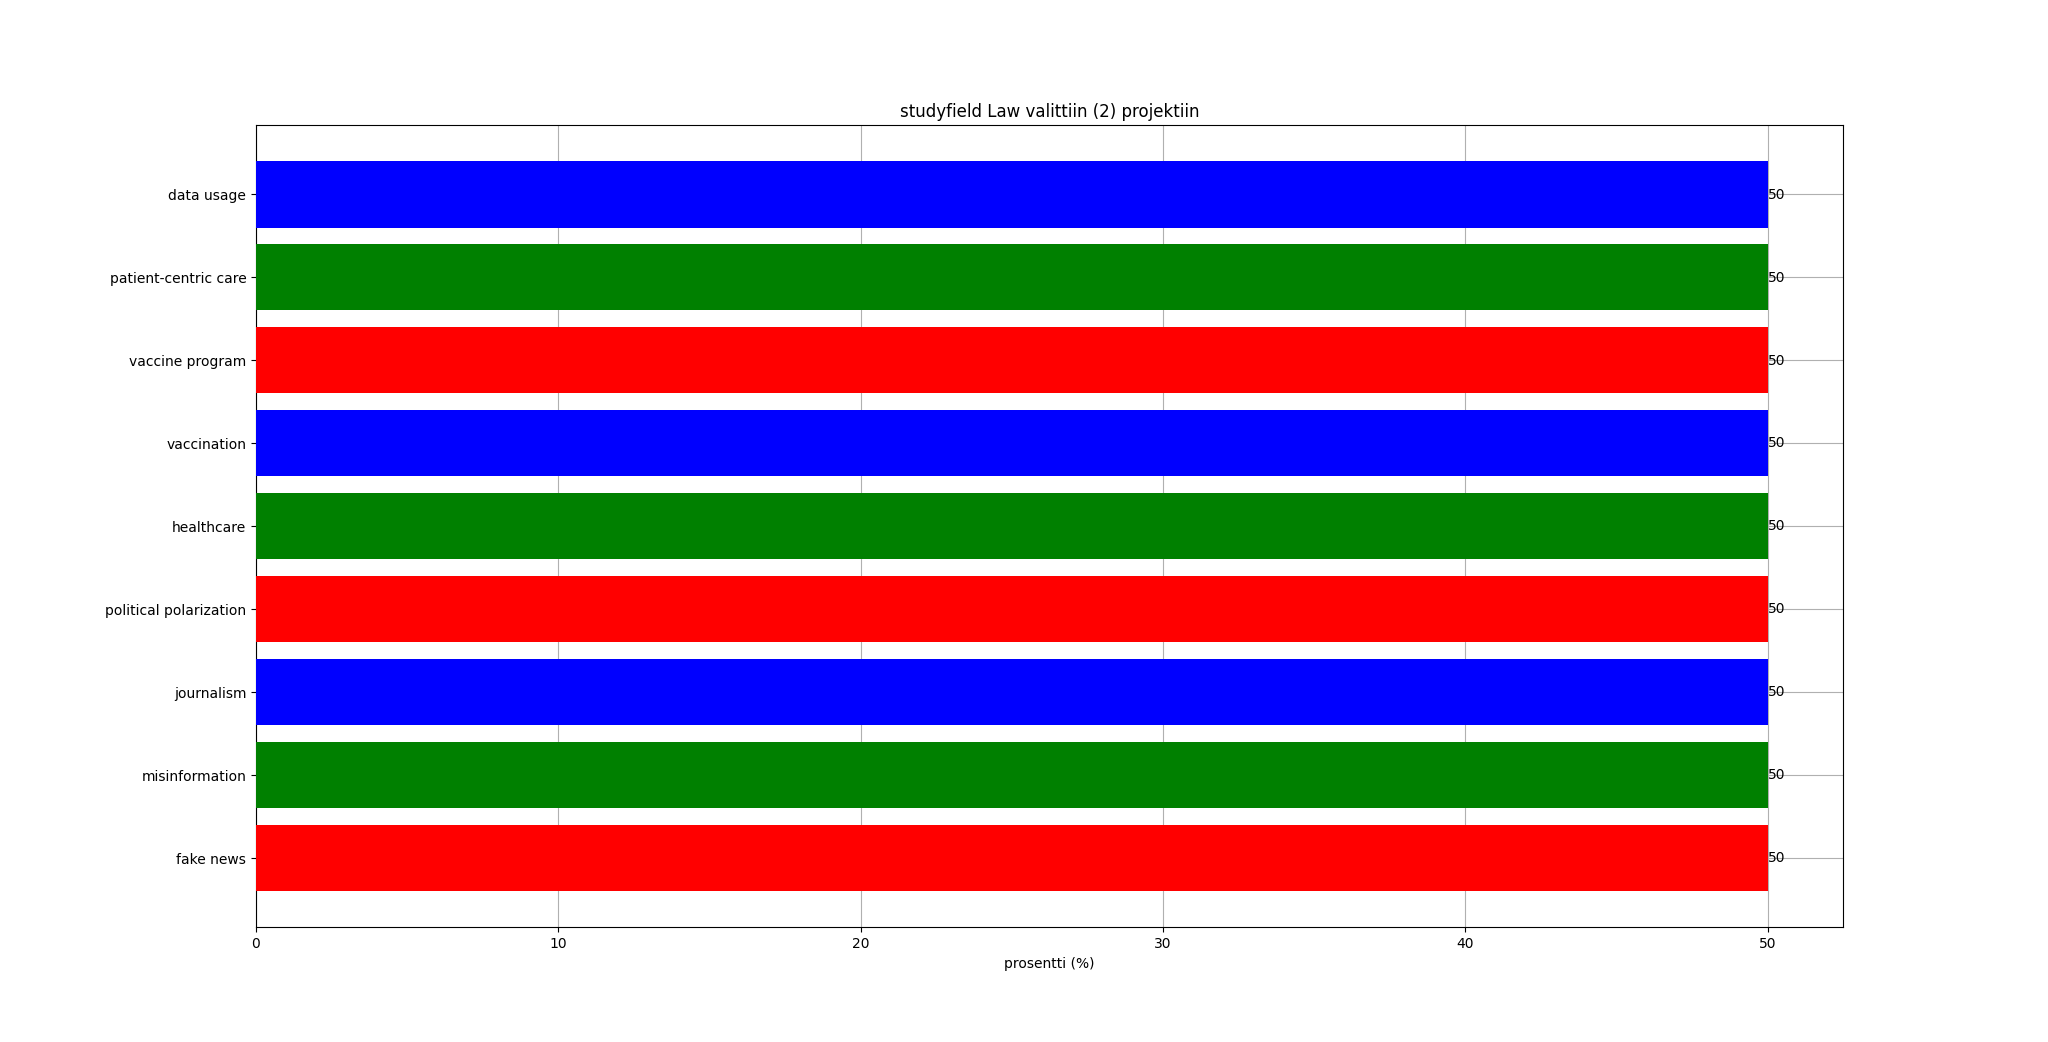 studyfield Law valittiin (2) projektiin
data usage 50
patient-centric care 50
vaccine program 50
vaccination 50
healthcare 50
political polarization 50
journalism 50
misinformation 50
fake news 50
0 10 20 30 40 50
prosentti (%)